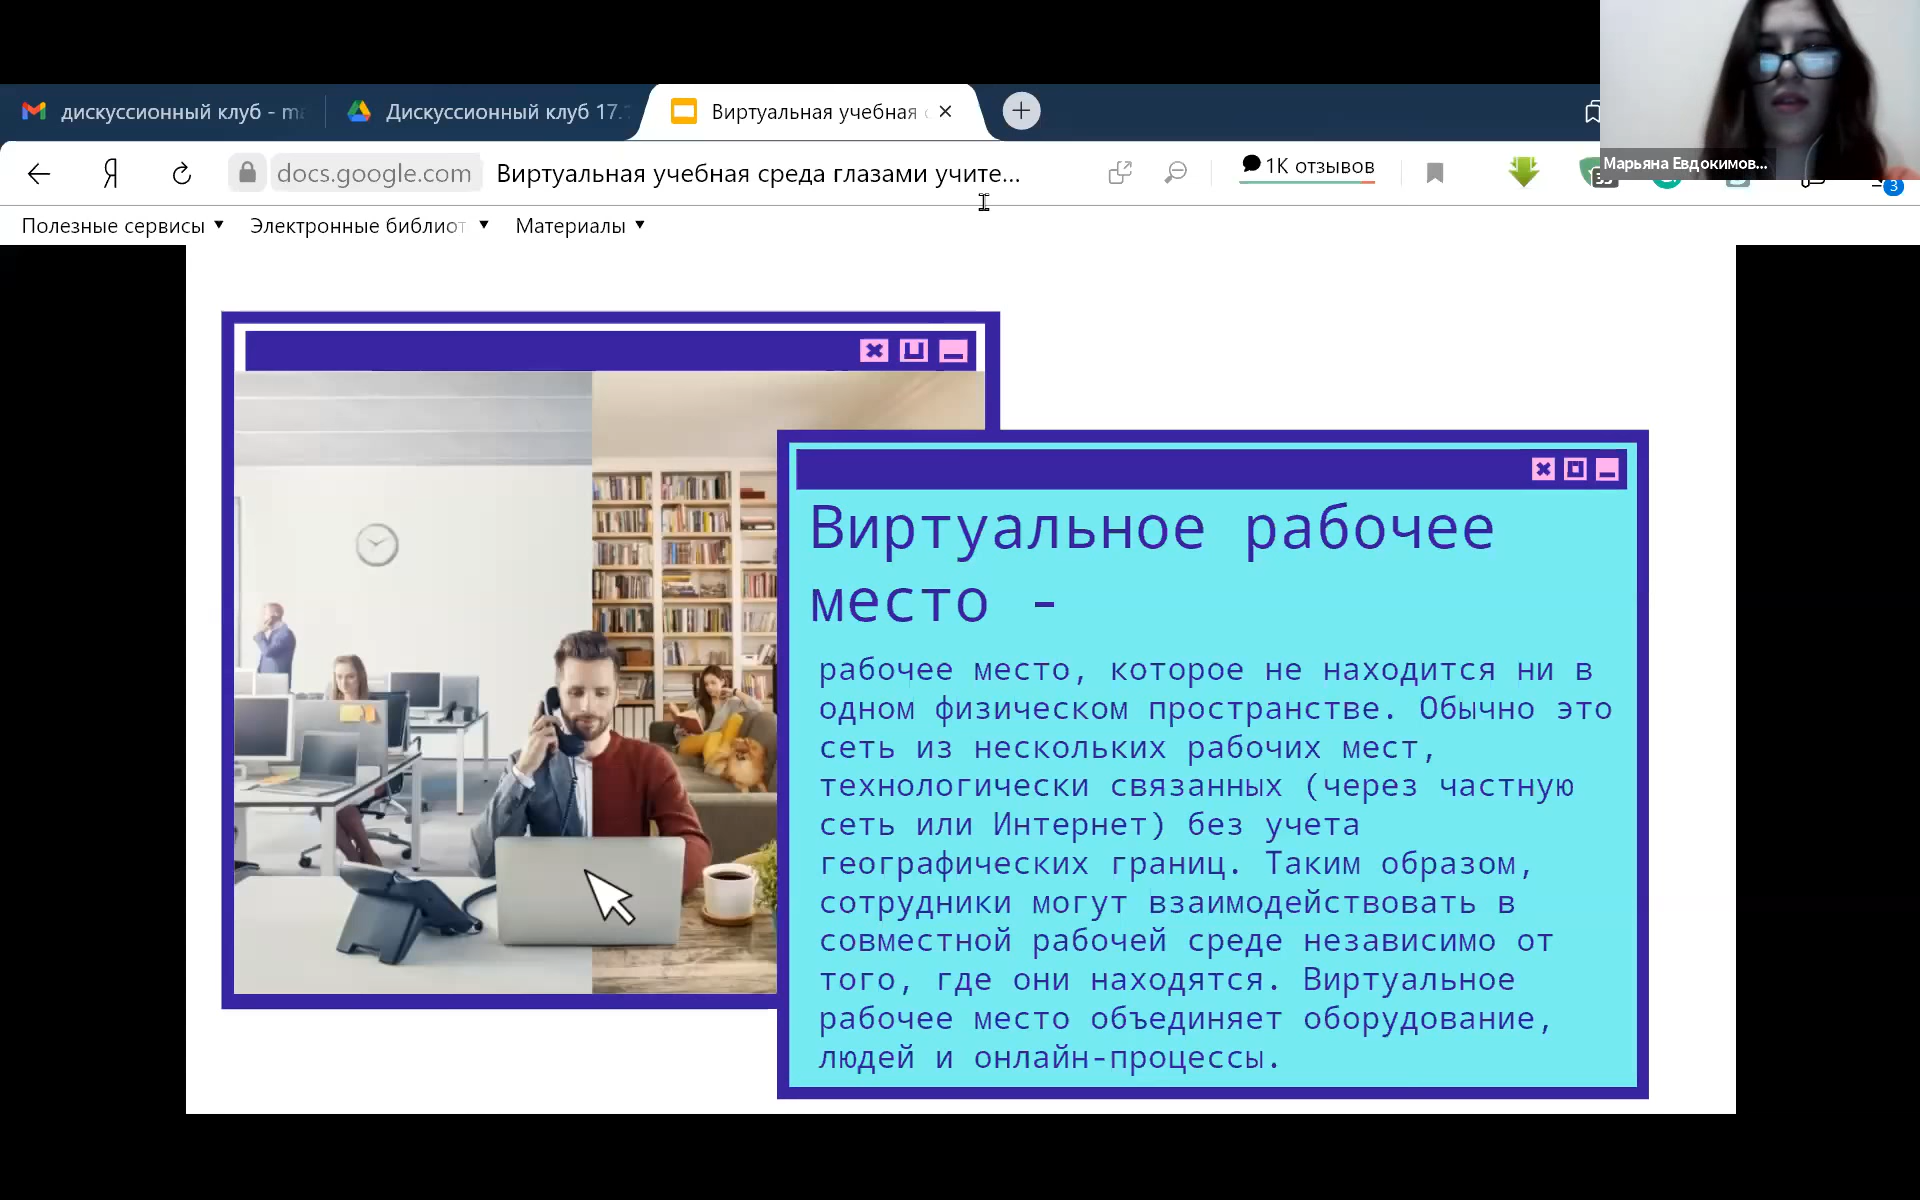 дискуссионный клуб - ma
Дискуссионный клуб 17.
Виртуальная учебная
Марьяна Евдокимов...
docs.google.com
Виртуальная учебная среда глазами учите...
1К отзывов
33
3
Полезные сервисы
Электронные библиот
Материалы
Виртуальное рабочее
место -
рабочее место, которое не находится ни в
одном физическом пространстве. Обычно это
сеть из нескольких рабочих мест,
технологически связанных (через частную
сеть или Интернет) без учета
географических границ. Таким образом,
сотрудники могут взаимодействовать в
совместной рабочей среде независимо от
того, где они находятся. Виртуальное
рабочее место объединяет оборудование,
людей и онлайн-процессы.